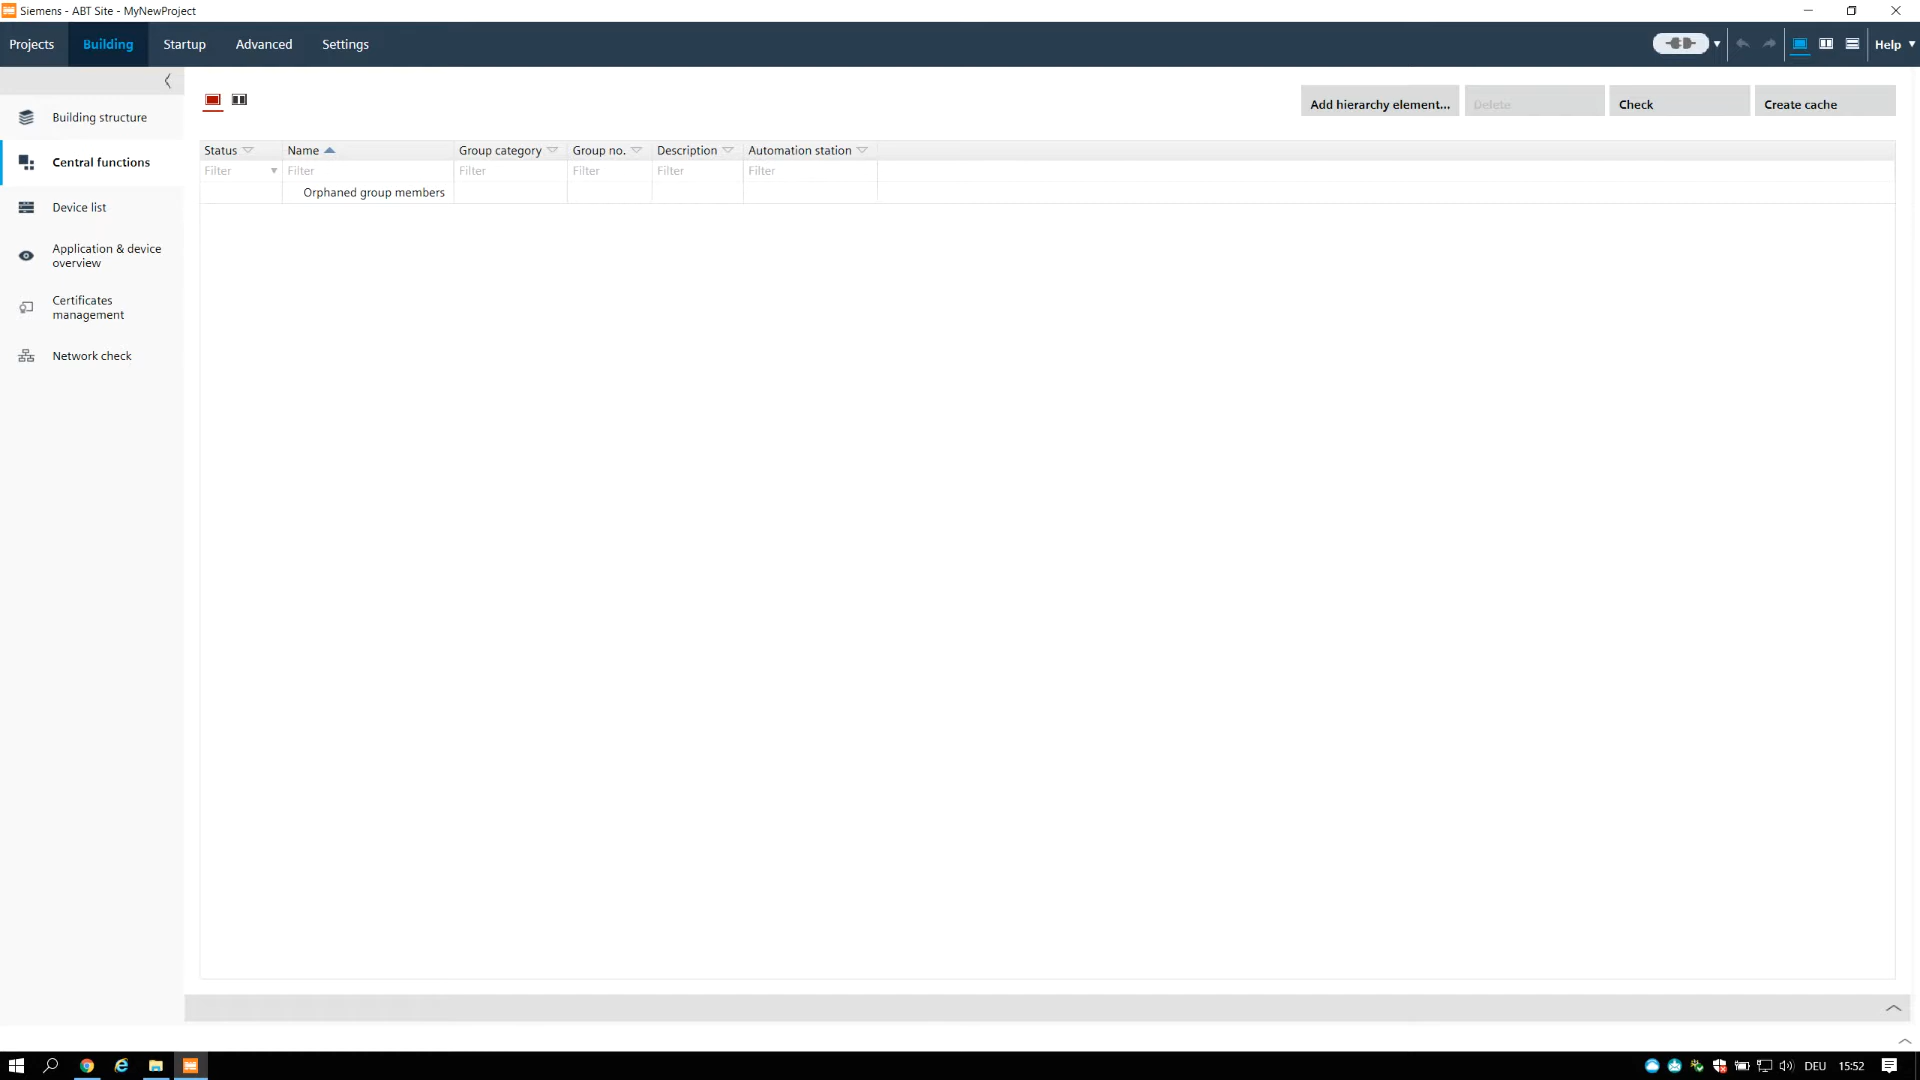 Siemens - ABT Site - MyNewProject
Projects Building Startup Advanced Settings Help
Building structure
Central functions
Device list
Application & device
overview
Certificates
management
Network check
Add hierarchy element... Delete Check Create cache
Status Name Group category Group no. Description Automation station
Filter Filter Filter Filter Filter Filter
Orphaned group members
DEU 15:52